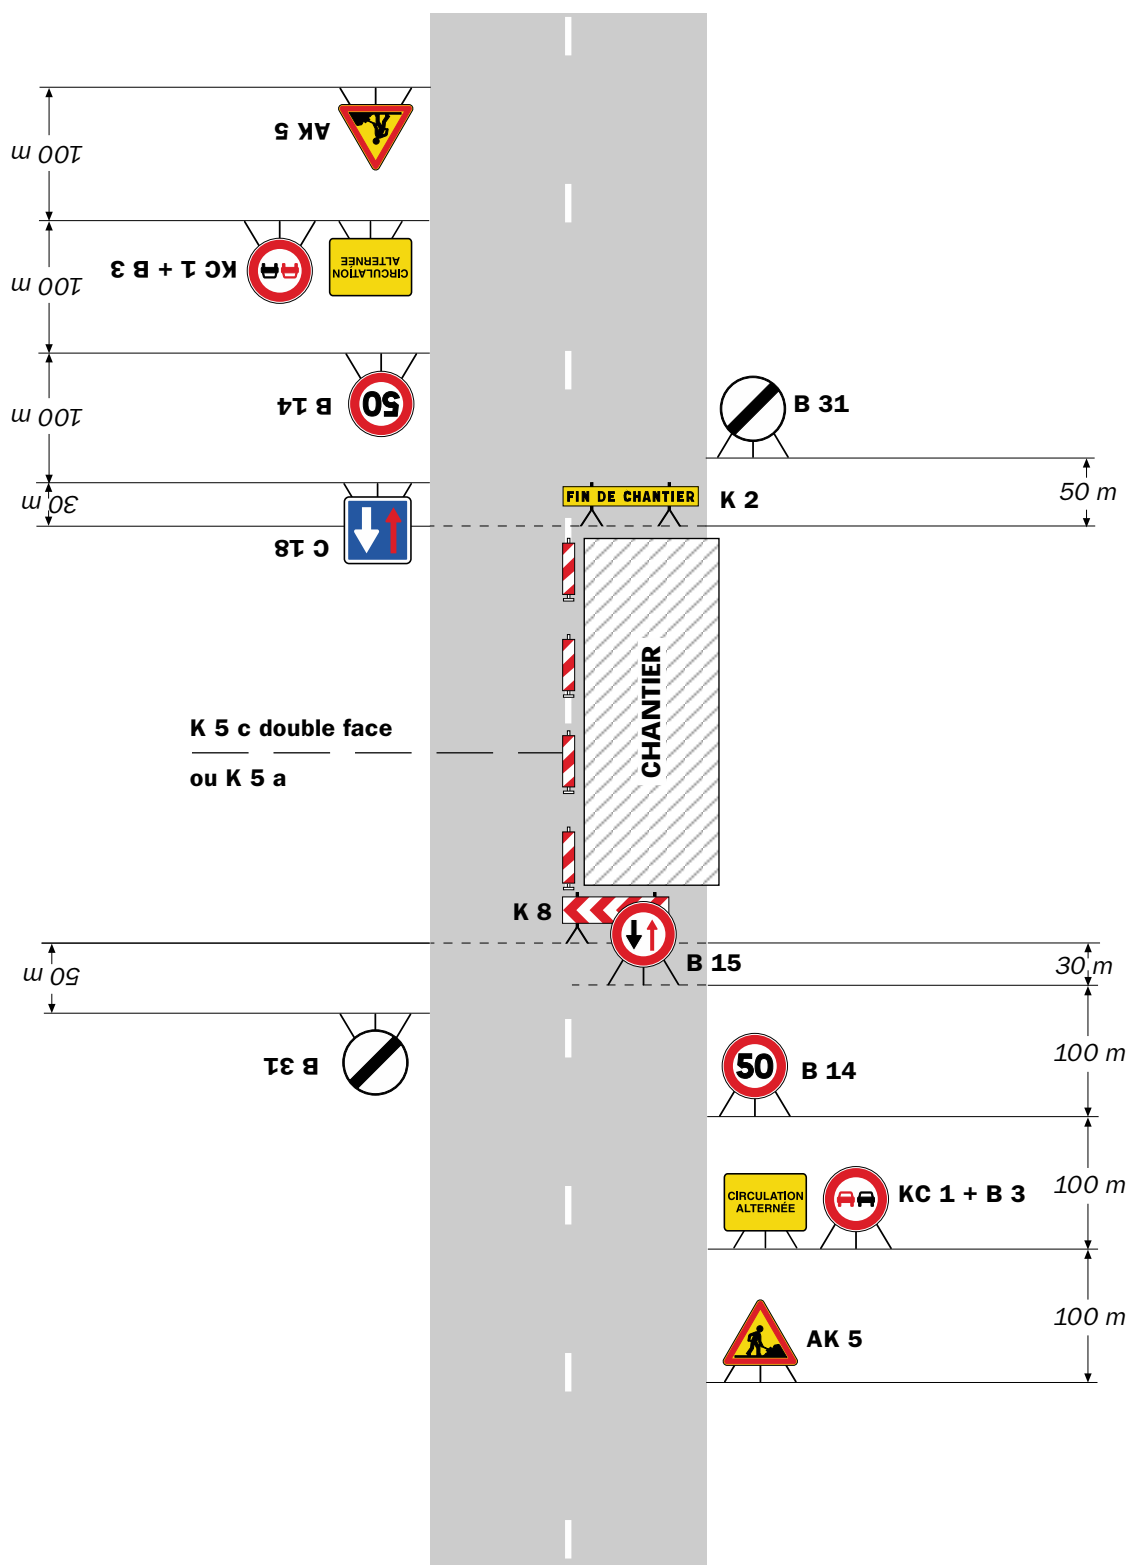 AK 5
100 m
KC 1 + B 3
CIRCULATION
ALTERNÉE
100 m
B 14
50
100 m
B 31
FIN DE CHANTIER
K 2
50 m
30 m
C 18
CHANTIER
K 5 c double face
ou K 5 a
K 8
B 15
30 m
50 m
B 31
50
B 14
100 m
CIRCULATION
ALTERNÉE
KC 1 + B 3
100 m
AK 5
100 m